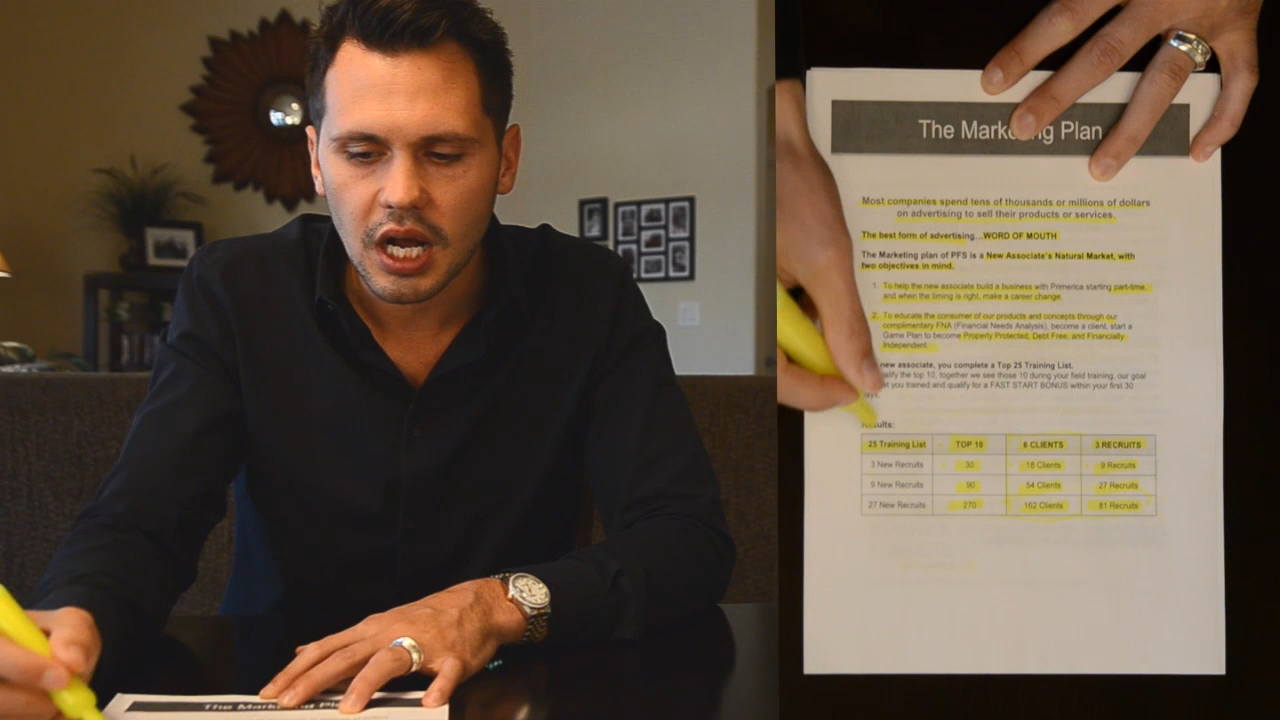 The Marketing Plan
Most companies spend tens of thousands or millions of dollars
on advertising to sell their products or services.
The best form of advertising...WORD OF MOUTH
The Marketing plan of PFS is a New Associate's Natural Market, with
two objectives in mind.
1. To help the new associate build a business with Primerica starting part-time,
and when the timing is right, make a career change.
2. To educate the consumer of our products and concepts through our
complimentary FNA (Financial Needs Analysis), become a client, start a
Game Plan to become Properly Protected, Debt Free, and Financially
Independent.
new associate, you complete a Top 25 Training List.
the top 10, together we see those 10 during your field training, our goal
you trained and qualify for a FAST START BONUS within your first 30
days.
Results:
25 Training List TOP 10 6 CLIENTS 3 RECRUITS
3 New Recruits 30 18 Clients 9 Recruits
9 New Recruits 90 54 Clients 27 Recruits
27 New Recruits 270 162 Clients 81 Recruits
The Marketing Plan